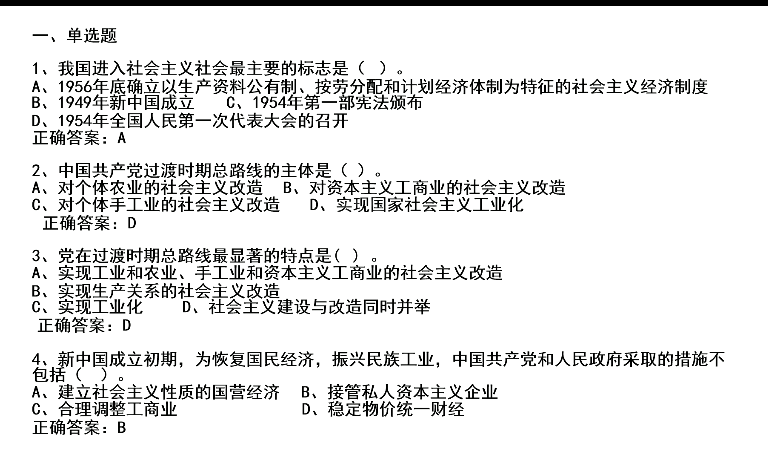 一、单选题
1、我国进入社会主义社会最主要的标志是（ ）。
A、1956年底确立以生产资料公有制、按劳分配和计划经济体制为特征的社会主义经济制度
B、1949年新中国成立 C、1954年第一部宪法颁布
D、1954年全国人民第一次代表大会的召开
正确答案：A
2、中国共产党过渡时期总路线的主体是（ ）。
A、对个体农业的社会主义改造 B、对资本主义工商业的社会主义改造
C、对个体手工业的社会主义改造 D、实现国家社会主义工业化
正确答案：D
3、党在过渡时期总路线最显著的特点是( ）。
A、实现工业和农业、手工业和资本主义工商业的社会主义改造
B、实现生产关系的社会主义改造
C、实现工业化 D、社会主义建设与改造同时并举
正确答案：D
4、新中国成立初期，为恢复国民经济，振兴民族工业，中国共产党和人民政府采取的措施不
包括（ ）。
A、建立社会主义性质的国营经济 B、接管私人资本主义企业
C、合理调整工商业 D、稳定物价统一财经
正确答案：B